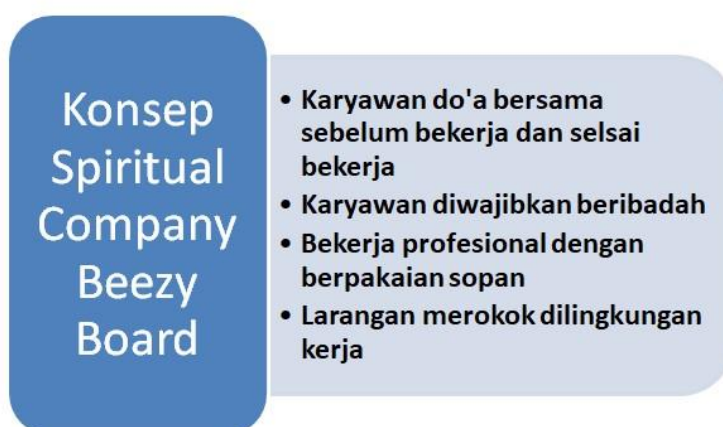 Konsep
Spiritual
Company
Beezy
Board
• Karyawan do'a bersama
sebelum bekerja dan selsai
bekerja
• Karyawan diwajibkan beribadah
• Bekerja profesional dengan
berpakaian sopan
• Larangan merokok dilingkungan
kerja